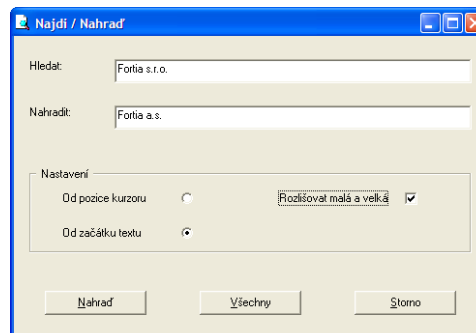 Najdi / Nahraď
Hledat: Fortia s.r.o.
Nahradit: Fortia a.s.
Nastavení
Od pozice kurzoru Rozlišovat malá a velká
Od začátku textu
Nahraď Všechny Storno